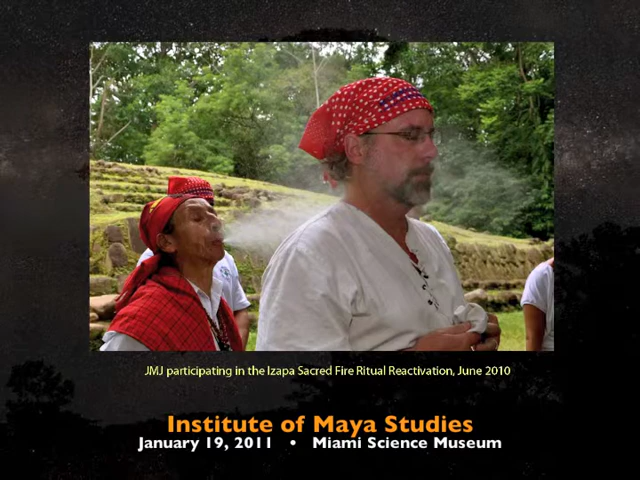 JMJ participating in the Izapa Sacred Fire Ritual Reactivation, June 2010
Institute of Maya Studies
January 19, 2011 • Miami Science Museum